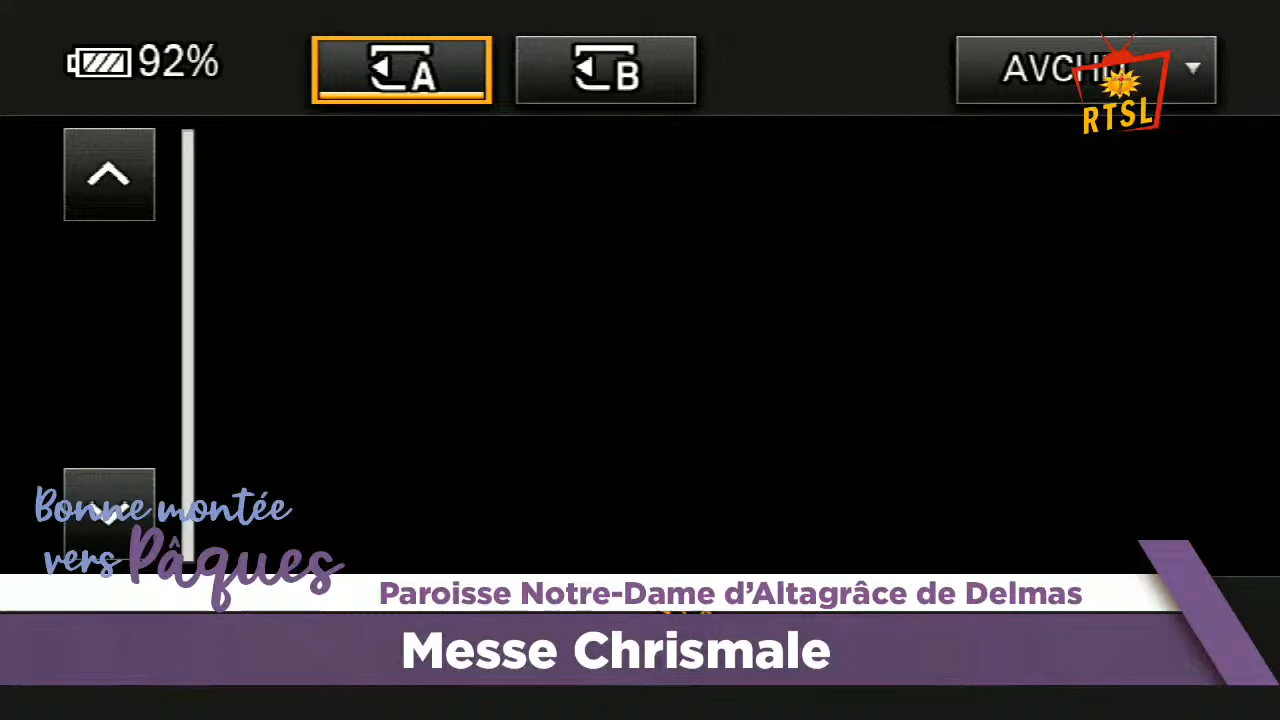 92%
A
B
AVCHD
RTSL
Bonne montée
vers Pâques
Paroisse Notre-Dame d’Altagrâce de Delmas
Messe Chrismale